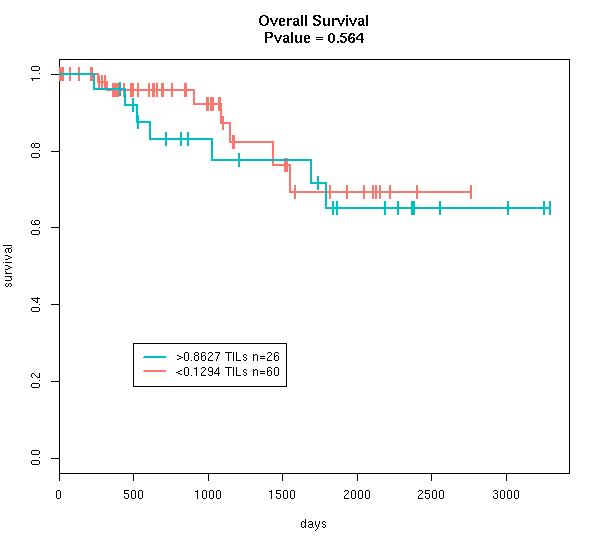 Overall Survival
Pvalue = 0.564
1.0
0.8
0.6
0.4
0.2
0.0
survival
>0.8627 TILs n=26
<0.1294 TILs n=60
0 500 1000 1500 2000 2500 3000
days